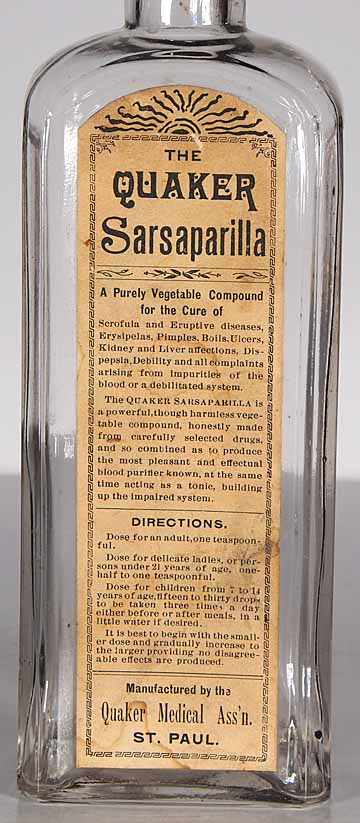 THE
QUAKER
Sarsaparilla
A Purely Vegetable Compound
for the Cure of
Scrofula and Eruptive diseases,
Erysipelas, Pimples, Boils, Ulcers,
Kidney and Liver affections, Dis-
pepsia, Debility and all complaints
arising from impurities of the
blood or a debilitated system.
The QUAKER SARSAPARILLA is
a powerful, though harmless vege-
table compound, honestly made
from carefully selected drugs,
and so combined as to produce
the most pleasant and effectual
blood purifier known, at the same
time acting as a tonic, building
up the impaired system.
DIRECTIONS.
Dose for an adult, one teaspoon-
ful.
Dose for delicate ladies, or per-
sons under 21 years of age, one-
half to one teaspoonful.
Dose for children from 7 to 14
years of age, fifteen to thirty drops
to be taken three times a day
either before or after meals, in a
little water if desired.
It is best to begin with the small-
er dose and gradually increase to
the larger providing no disagree-
able effects are produced.
Manufactured by the
Quaker Medical Ass'n.
ST. PAUL.